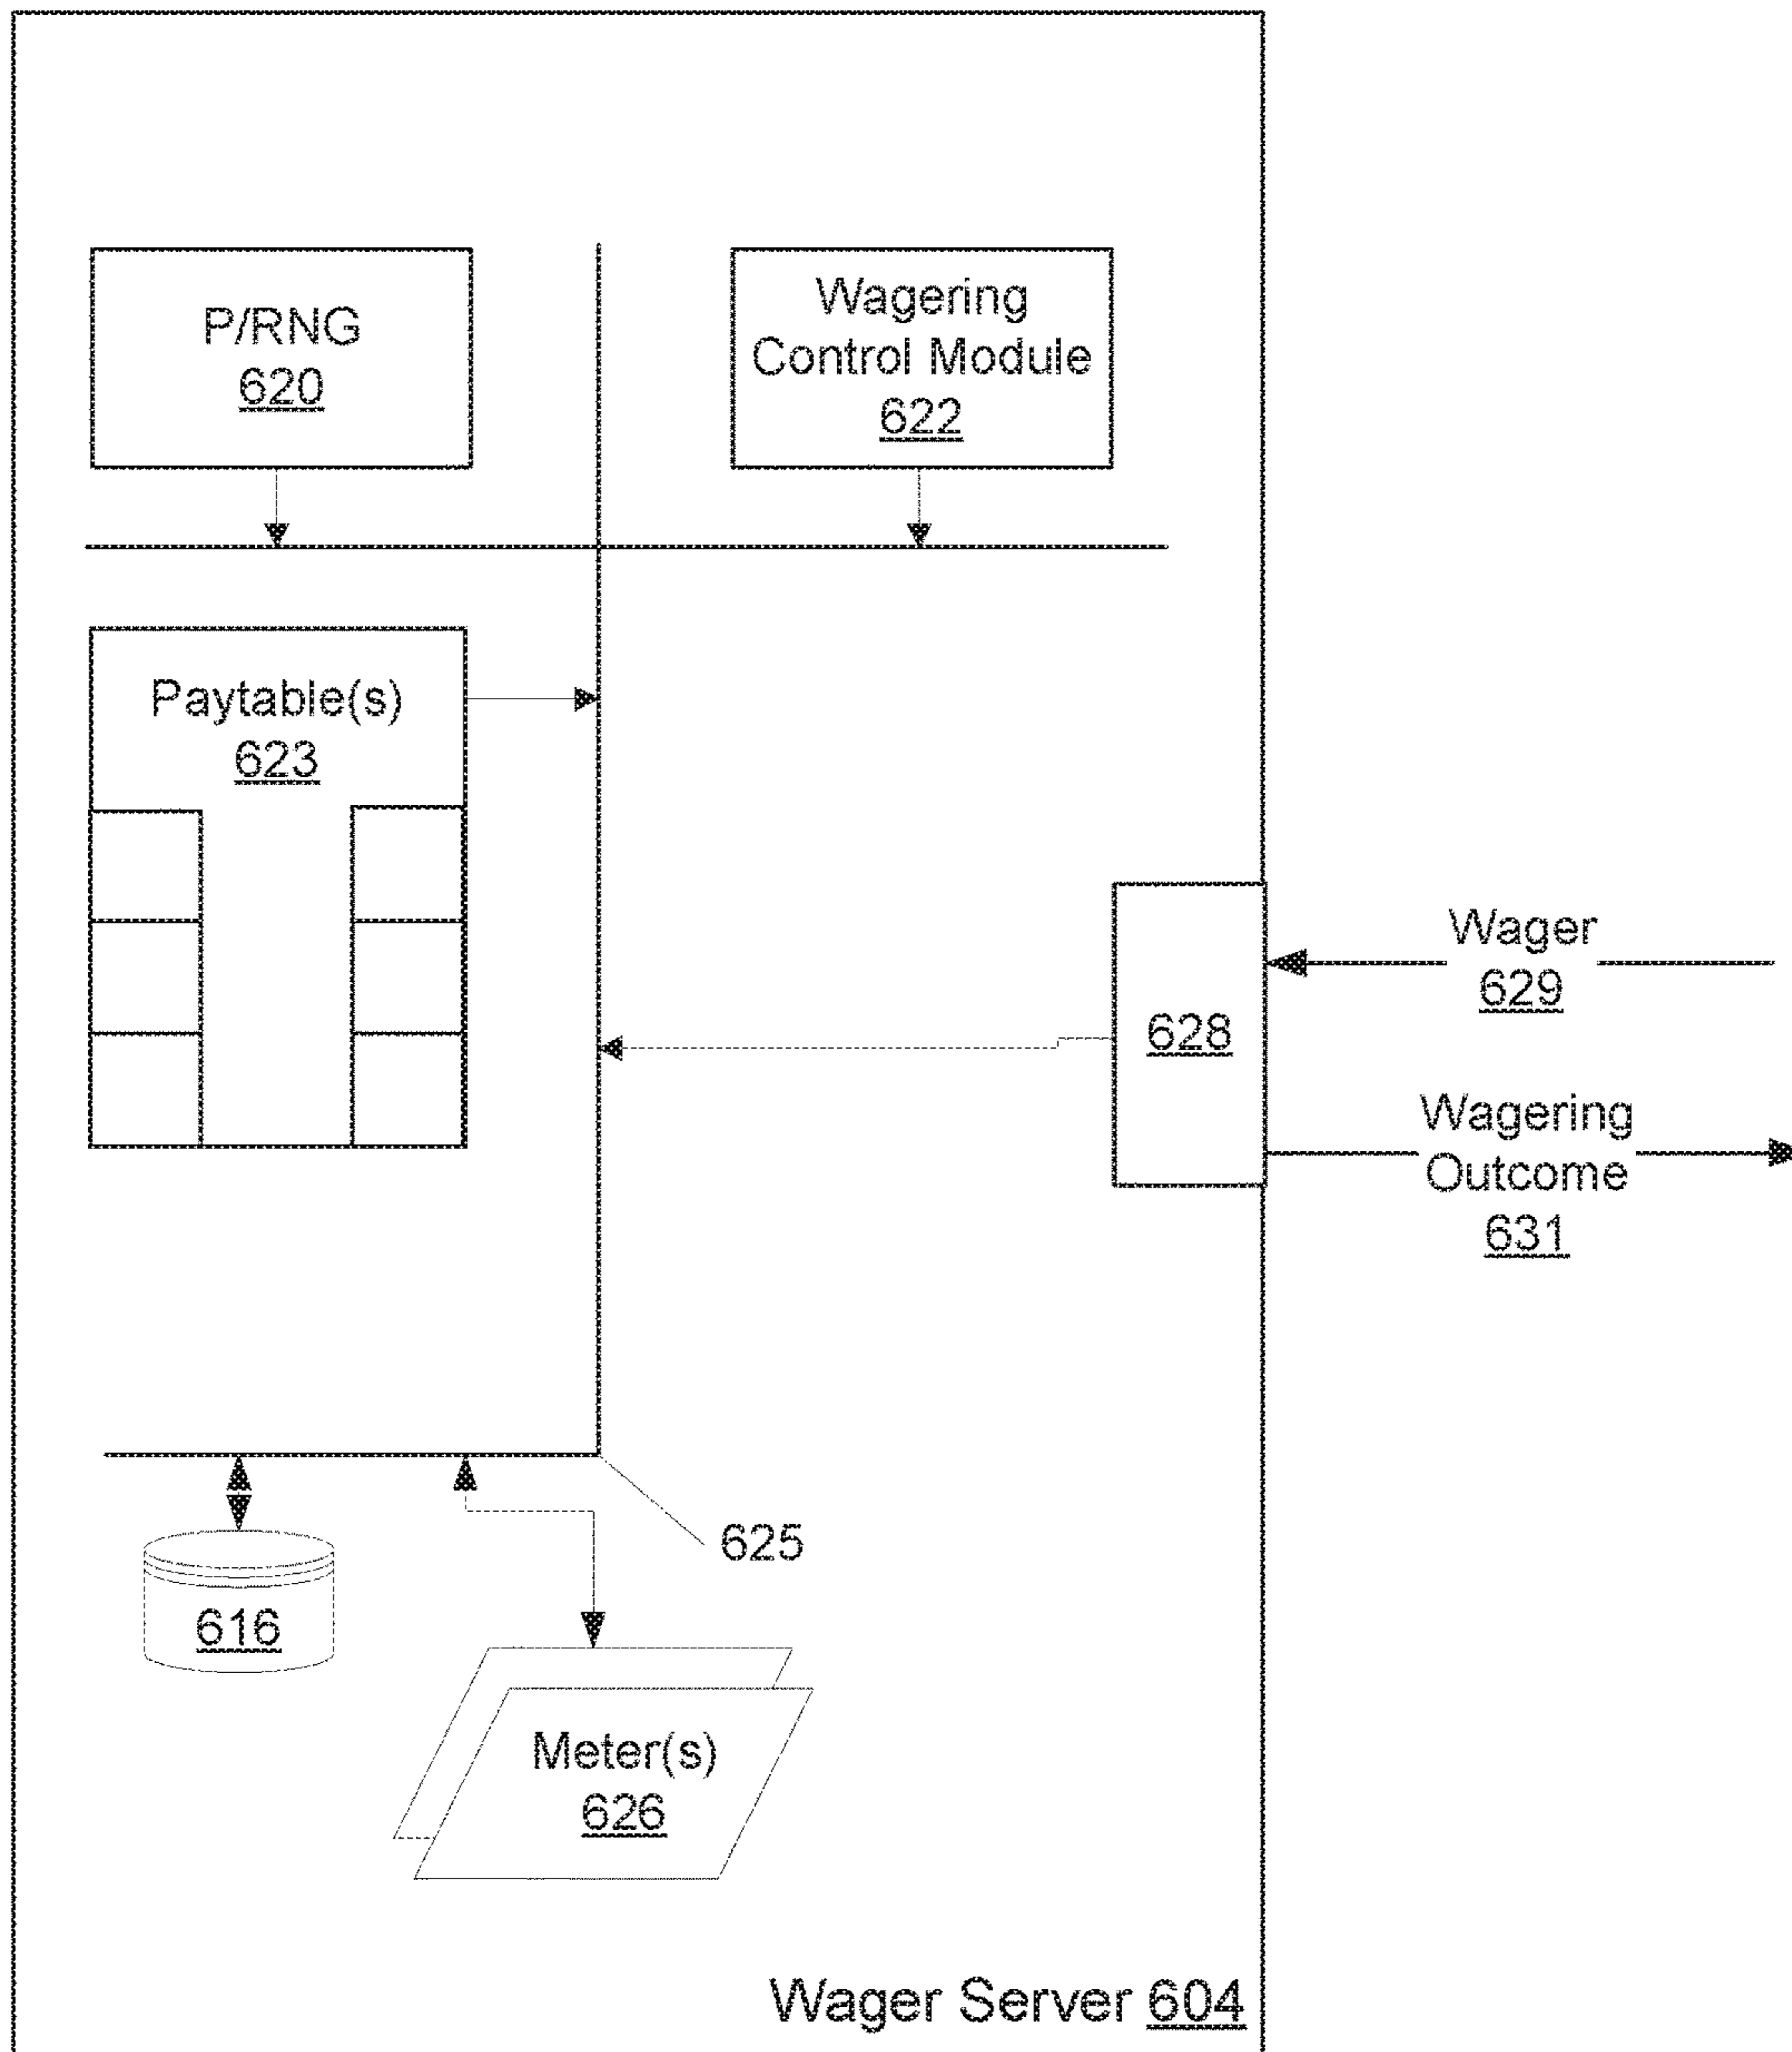 P/RNG
620
Wagering
Control Module
622
Paytable(s)
623
628
Wager
629
Wagering
Outcome
631
625
616
Meter(s)
626
Wager Server 604